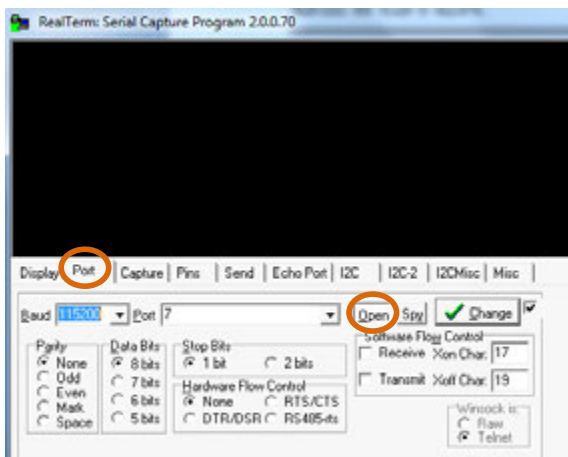 RealTerm: Serial Capture Program 2.0.0.70
Display Port Capture Pins Send Echo Port I2C I2C-2 I2CMisc Misc
Baud 115200 Port 7 Open Spy Change
Parity Data Bits Stop Bits Software Flow Control
None 8 bits 1 bit 2 bits Receive Xon Char: 17
Odd 7 bits Hardware Flow Control Transmit Xoff Char: 19
Even 6 bits None RTS/CTS
Mark 5 bits DTR/DSR RS485-rts
Space
Winsock is:
Raw
Telnet